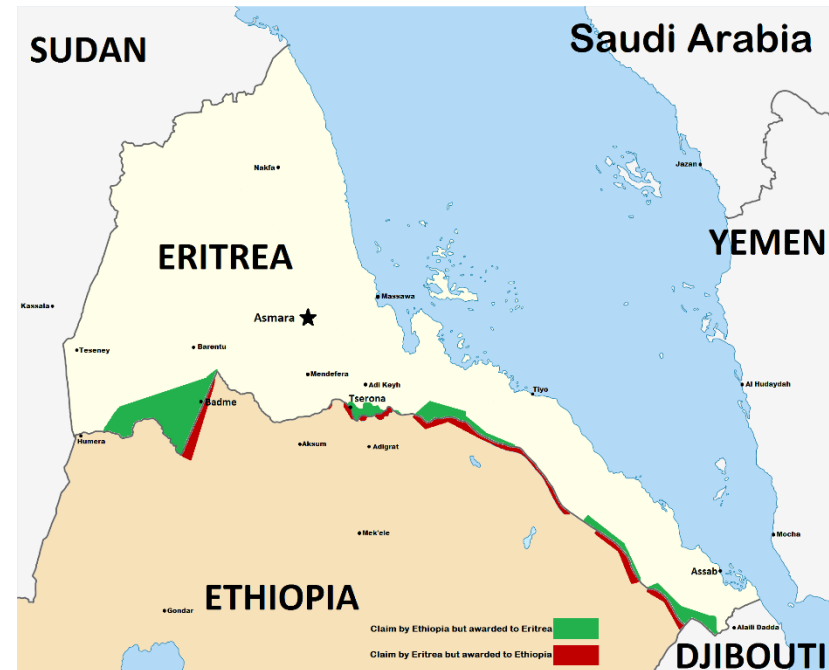 SUDAN
Saudi Arabia
Nakfa
Jazan
ERITREA
YEMEN
Kassala
Massawa
Asmara
Teseney
Barentu
Mendefera
Adi Keyh
Tiyo
Al Hudaydah
Badme
Tserona
Humera
Aksum
Adigrat
Mek'ele
Mocha
Assab
ETHIOPIA
Gondar
Claim by Ethiopia but awarded to Eritrea
Alaili Dadda
Claim by Eritrea but awarded to Ethiopia
DJIBOUTI